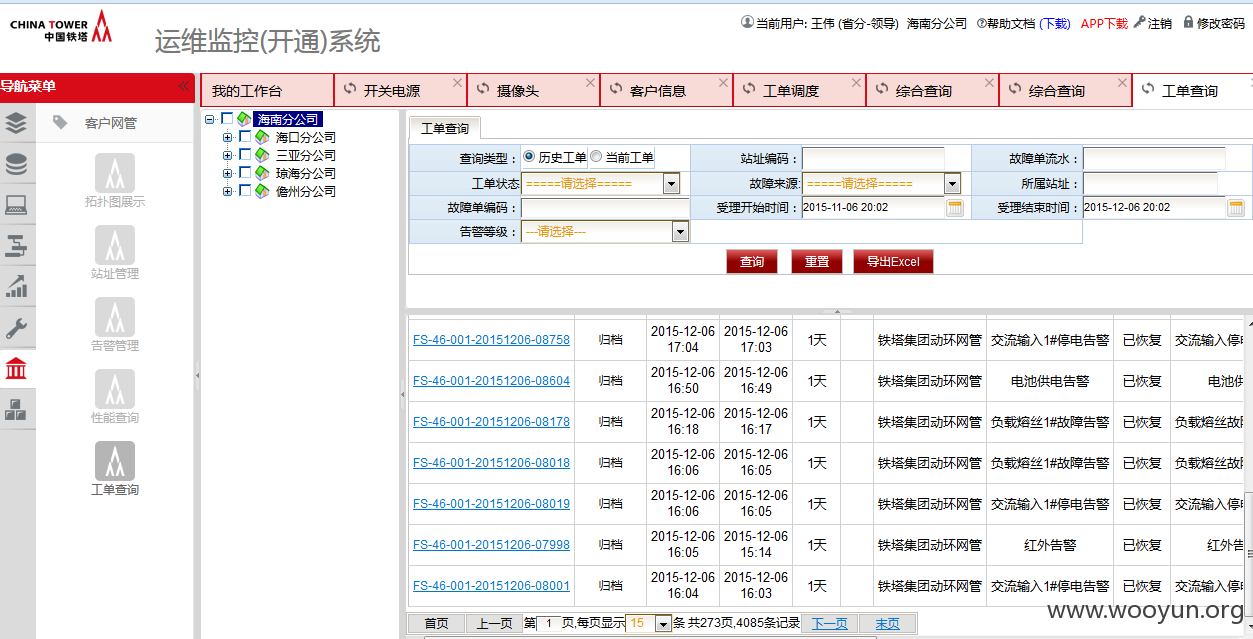 CHINA TOWER
中国铁塔
运维监控(开通)系统
当前用户: 王伟 (省分-领导) 海南分公司 帮助文档 (下载) APP下载 注销 修改密码
导航菜单
我的工作台 开关电源 摄像头 客户信息 工单调度 综合查询 综合查询 工单查询
客户网管
拓扑图展示
站址管理
告警管理
性能查询
工单查询
海南分公司
海口分公司
三亚分公司
琼海分公司
儋州分公司
工单查询
查询类型： 历史工单 当前工单 站址编码： 故障单流水：
工单状态 =====请选择===== 故障来源: =====请选择===== 所属站址:
故障单编码： 受理开始时间： 2015-11-06 20:02 受理结束时间： 2015-12-06 20:02
告警等级： ---请选择---
查询 重置 导出Excel
FS-46-001-20151206-08758 归档 2015-12-06 17:04 2015-12-06 17:03 1天 铁塔集团动环网管 交流输入1#停电告警 已恢复 交流输入停电
FS-46-001-20151206-08604 归档 2015-12-06 16:50 2015-12-06 16:49 1天 铁塔集团动环网管 电池供电告警 已恢复 电池供
FS-46-001-20151206-08178 归档 2015-12-06 16:18 2015-12-06 16:17 1天 铁塔集团动环网管 负载熔丝1#故障告警 已恢复 负载熔丝故
FS-46-001-20151206-08018 归档 2015-12-06 16:06 2015-12-06 16:05 1天 铁塔集团动环网管 负载熔丝1#故障告警 已恢复 负载熔丝故
FS-46-001-20151206-08019 归档 2015-12-06 16:06 2015-12-06 16:05 1天 铁塔集团动环网管 交流输入1#停电告警 已恢复 交流输入停电
FS-46-001-20151206-07998 归档 2015-12-06 16:05 2015-12-06 15:14 1天 铁塔集团动环网管 红外告警 已恢复 红外告
FS-46-001-20151206-08001 归档 2015-12-06 16:04 2015-12-06 16:03 1天 铁塔集团动环网管 交流输入1#停电告警 已恢复 交流输入停电
www.wooyun.org
首页 上一页 第 1 页,每页显示 15 条 共273页,4085条记录 下一页 末页